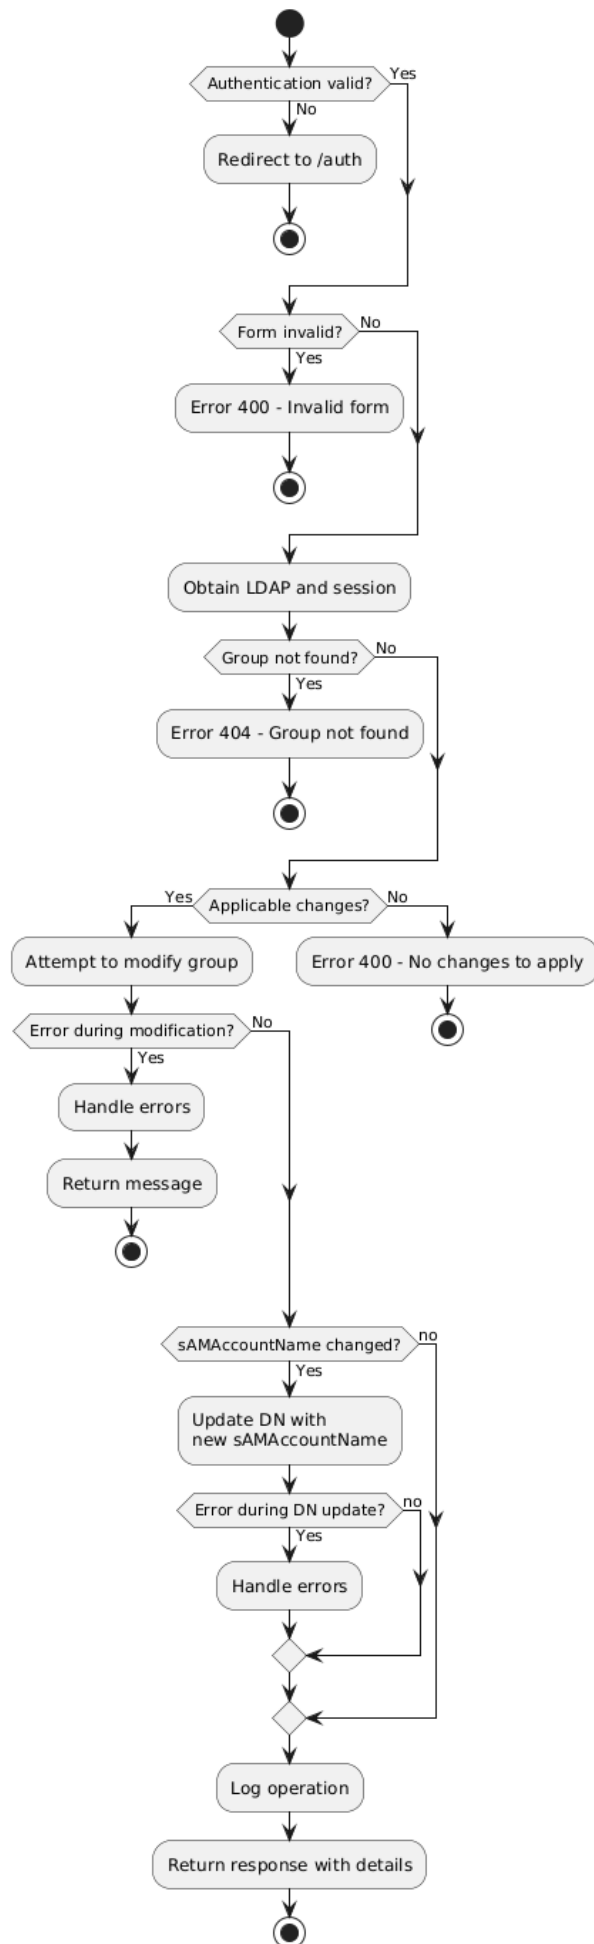 Authentication valid?
Yes
No
Redirect to /auth
Form invalid?
No
Yes
Error 400 - Invalid form
Obtain LDAP and session
Group not found?
No
Yes
Error 404 - Group not found
Yes
Applicable changes?
No
Attempt to modify group
Error 400 - No changes to apply
Error during modification?
No
Yes
Handle errors
Return message
sAMAccountName changed?
no
Yes
Update DN with
new sAMAccountName
Error during DN update?
no
Yes
Handle errors
Log operation
Return response with details